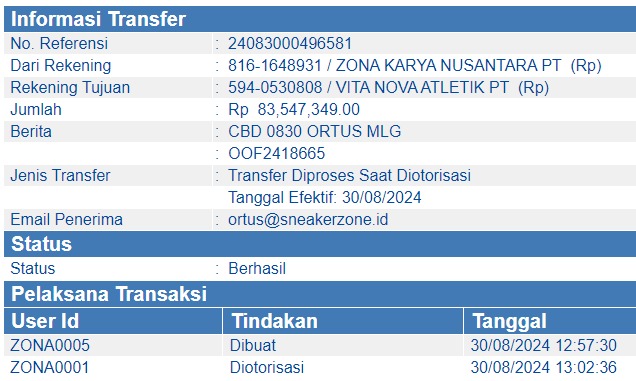 Informasi Transfer
No. Referensi : 24083000496581
Dari Rekening : 816-1648931 / ZONA KARYA NUSANTARA PT (Rp)
Rekening Tujuan : 594-0530808 / VITA NOVA ATLETIK PT (Rp)
Jumlah : Rp 83,547,349.00
Berita : CBD 0830 ORTUS MLG
: OOF2418665
Jenis Transfer : Transfer Diproses Saat Diotorisasi
Tanggal Efektif: 30/08/2024
Email Penerima : ortus@sneakerzone.id
Status
Status : Berhasil
Pelaksana Transaksi
User Id Tindakan Tanggal
ZONA0005 Dibuat 30/08/2024 12:57:30
ZONA0001 Diotorisasi 30/08/2024 13:02:36